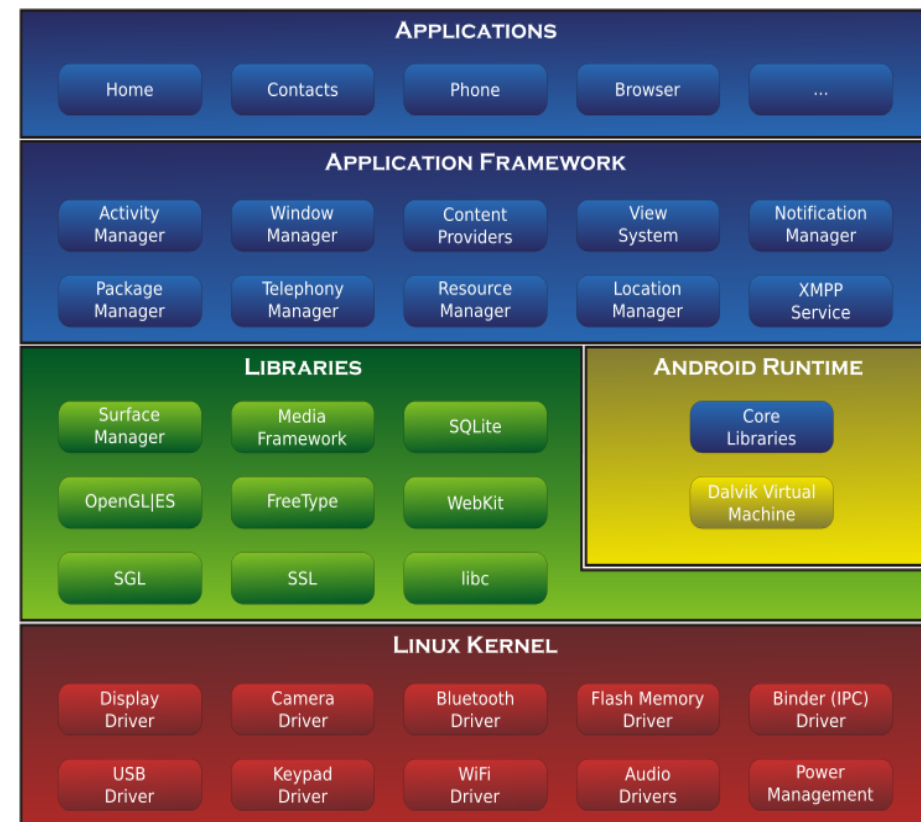 APPLICATIONS
Home
Contacts
Phone
Browser
...
APPLICATION FRAMEWORK
Activity
Manager
Window
Manager
Content
Providers
View
System
Notification
Manager
Package
Manager
Telephony
Manager
Resource
Manager
Location
Manager
XMPP
Service
LIBRARIES
Surface
Manager
Media
Framework
SQLite
OpenGL|ES
FreeType
WebKit
SGL
SSL
libc
ANDROID RUNTIME
Core
Libraries
Dalvik Virtual
Machine
LINUX KERNEL
Display
Driver
Camera
Driver
Bluetooth
Driver
Flash Memory
Driver
Binder (IPC)
Driver
USB
Driver
Keypad
Driver
WiFi
Driver
Audio
Drivers
Power
Management